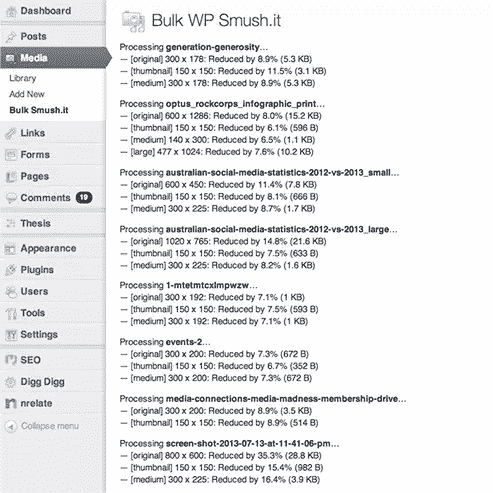 Dashboard
Posts
Media
Library
Add New
Bulk Smush.it
Links
Forms
Pages
Comments 19
Thesis
Appearance
Plugins
Users
Tools
Settings
SEO
Digg Digg
nrelate
Collapse menu
Bulk WP Smush.it
Processing generation-generosity...
— [original] 300 x 178: Reduced by 8.9% (5.3 KB)
— [thumbnail] 150 x 150: Reduced by 11.5% (3.1 KB)
— [medium] 300 x 178: Reduced by 8.9% (5.3 KB)
Processing optus_rockcorps_infographic_print...
— [original] 600 x 1286: Reduced by 8.0% (15.2 KB)
— [thumbnail] 150 x 150: Reduced by 6.1% (596 B)
— [medium] 140 x 300: Reduced by 6.5% (1.1 KB)
— [large] 477 x 1024: Reduced by 7.6% (10.2 KB)
Processing australian-social-media-statistics-2012-vs-2013_small...
— [original] 600 x 450: Reduced by 11.4% (7.8 KB)
— [thumbnail] 150 x 150: Reduced by 8.1% (666 B)
— [medium] 300 x 225: Reduced by 8.7% (1.7 KB)
Processing australian-social-media-statistics-2012-vs-2013_large...
— [original] 1020 x 765: Reduced by 14.8% (21.6 KB)
— [thumbnail] 150 x 150: Reduced by 7.5% (633 B)
— [medium] 300 x 225: Reduced by 8.2% (1.6 KB)
Processing 1-mtetmtcxlmpwzw...
— [original] 300 x 192: Reduced by 7.1% (1 KB)
— [thumbnail] 150 x 150: Reduced by 7.5% (593 B)
— [medium] 300 x 192: Reduced by 7.1% (1 KB)
Processing events-2...
— [original] 300 x 200: Reduced by 7.3% (672 B)
— [thumbnail] 150 x 150: Reduced by 6.7% (352 B)
— [medium] 300 x 200: Reduced by 7.3% (672 B)
Processing media-connections-media-madness-membership-drive...
— [original] 300 x 200: Reduced by 8.9% (3.5 KB)
— [thumbnail] 150 x 150: Reduced by 8.9% (514 B)
Processing screen-shot-2013-07-13-at-11-41-06-pm...
— [original] 800 x 600: Reduced by 35.3% (28.8 KB)
— [thumbnail] 150 x 150: Reduced by 15.4% (982 B)
— [medium] 300 x 225: Reduced by 16.4% (3.9 KB)